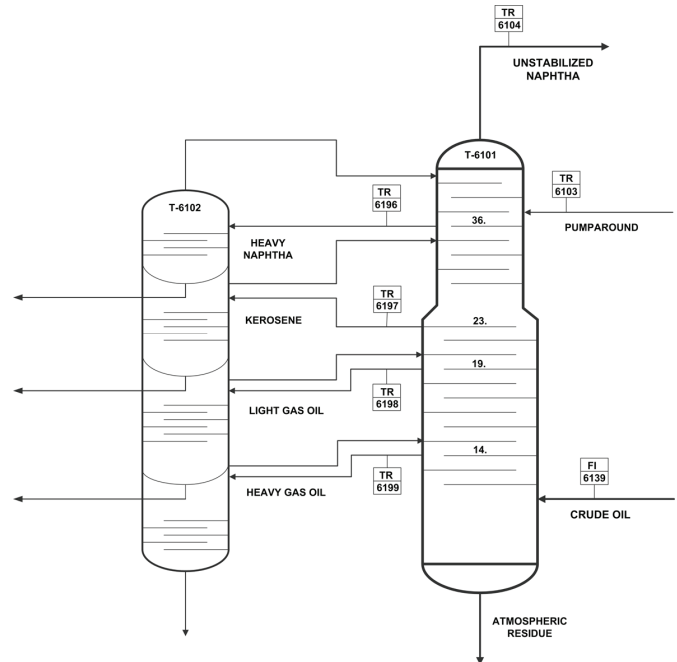 TR
6104
UNSTABILIZED
NAPHTHA
T-6101
TR
6103
T-6102
TR
6196
36.
PUMPAROUND
HEAVY
NAPHTHA
TR
6197
KEROSENE
23.
19.
TR
6198
LIGHT GAS OIL
14.
FI
6139
TR
6199
HEAVY GAS OIL
CRUDE OIL
ATMOSPHERIC
RESIDUE